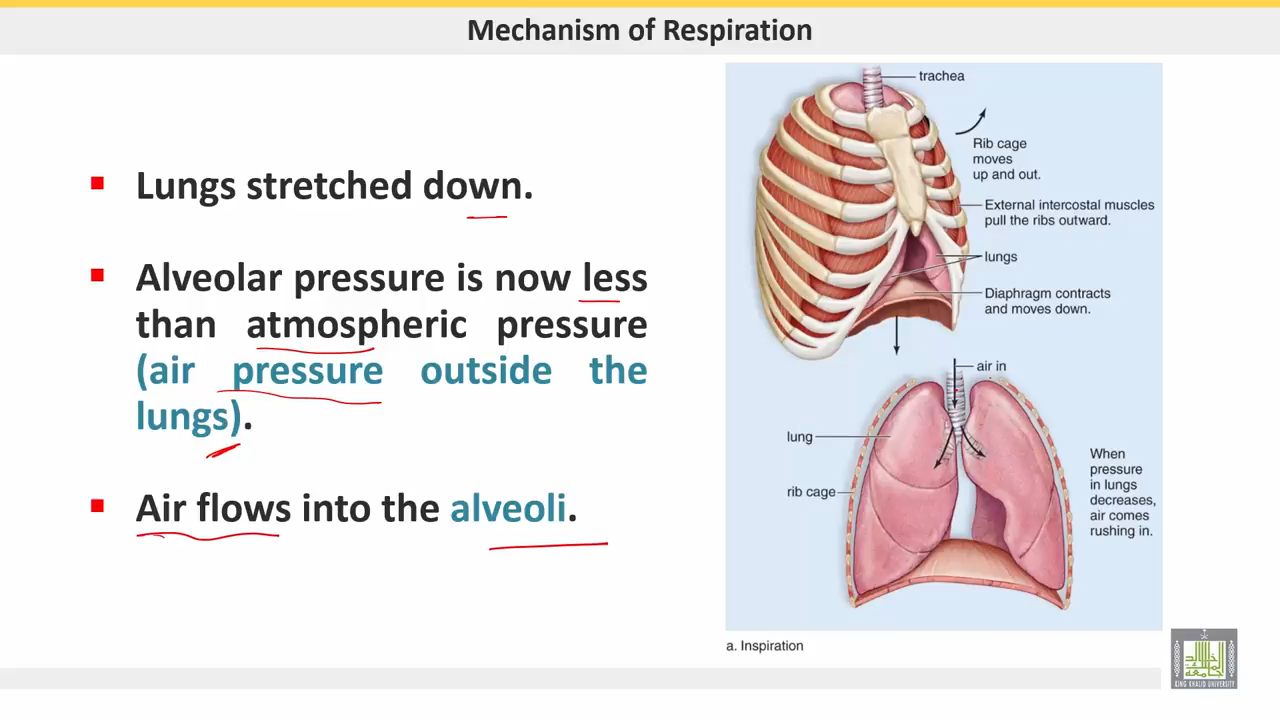 Mechanism of Respiration
Lungs stretched down.
Alveolar pressure is now less
than atmospheric pressure
(air pressure outside the
lungs).
Air flows into the alveoli.
trachea
Rib cage
moves
up and out.
External intercostal muscles
pull the ribs outward.
lungs
Diaphragm contracts
and moves down.
air in
lung
rib cage
When
pressure
in lungs
decreases,
air comes
rushing in.
a. Inspiration
KING KHALID UNIVERSITY